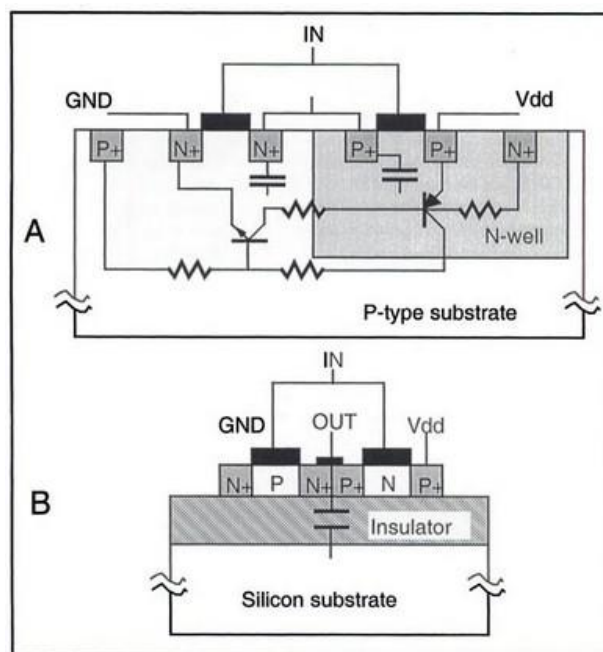 IN
GND
Vdd
P+ N+ N+ P+ P+ N+
A
N-well
P-type substrate
IN
GND OUT Vdd
N+ P N+ P+ N P+
B
Insulator
Silicon substrate